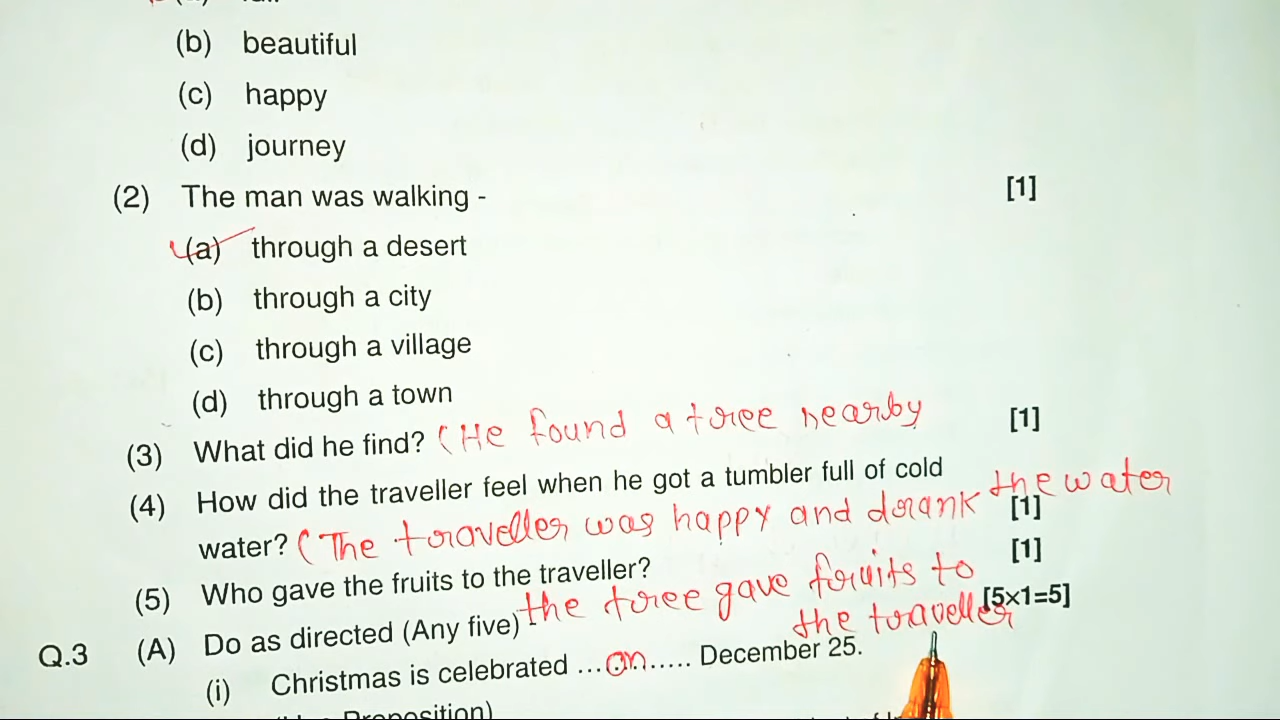 (b) beautiful
(c) happy
(d) journey
(2) The man was walking - [1]
(a) through a desert
(b) through a city
(c) through a village
(d) through a town
(3) What did he find? (He found a tree nearby [1]
(4) How did the traveller feel when he got a tumbler full of cold
water? (The traveller was happy and drank the water [1]
(5) Who gave the fruits to the traveller? [1]
the tree gave fruits to
the traveller
Q.3 (A) Do as directed (Any five) - [5×1=5]
(i) Christmas is celebrated ...on..... December 25.
Preposition)